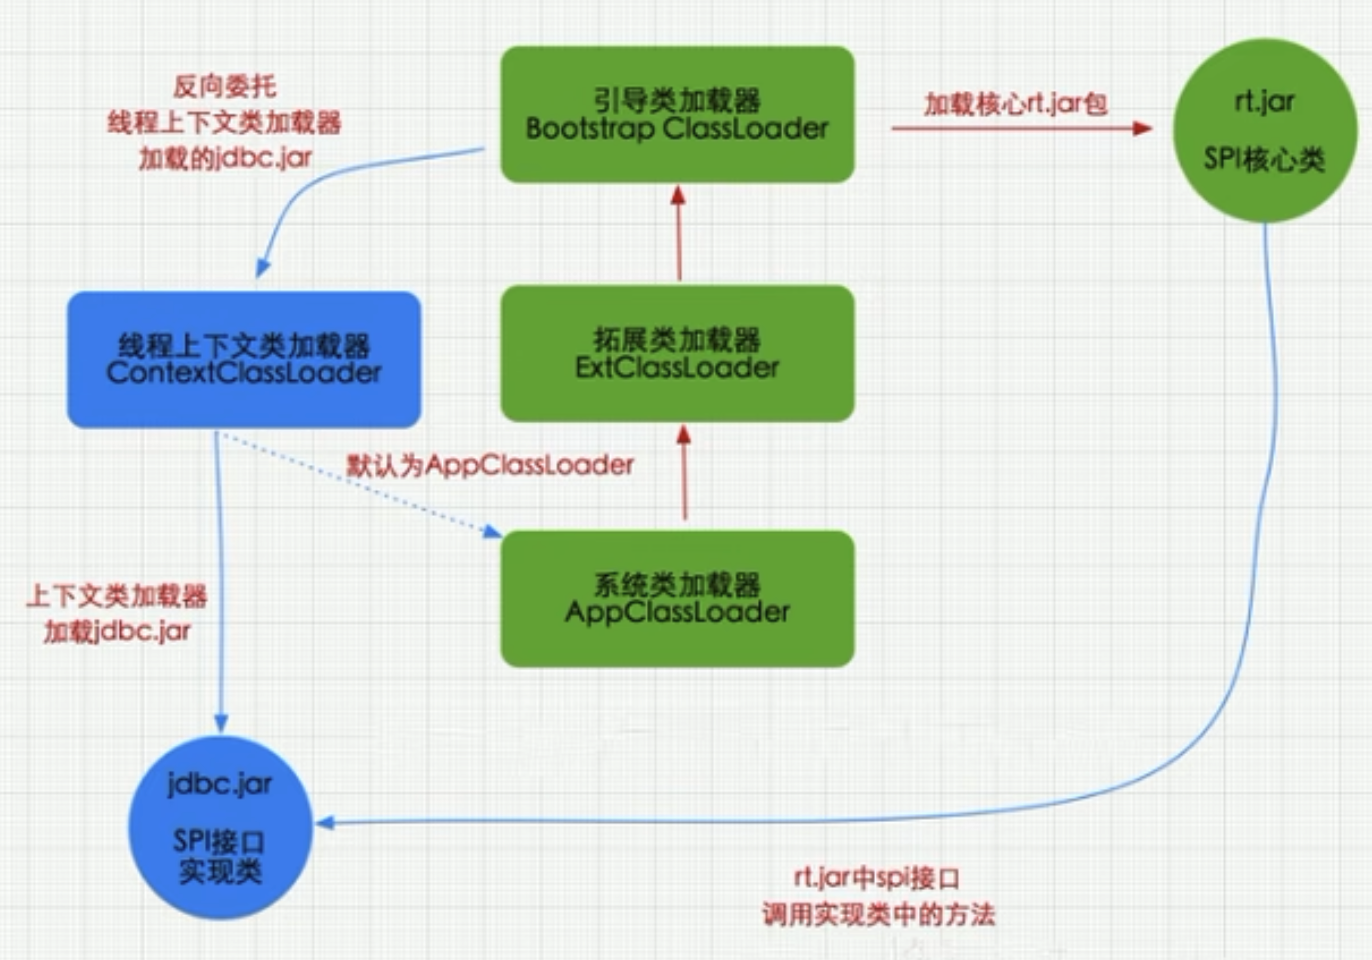 反向委托
线程上下文类加载器
加载的jdbc.jar
引导类加载器
Bootstrap ClassLoader
加载核心rt.jar包
rt.jar
SPI核心类
线程上下文类加载器
ContextClassLoader
拓展类加载器
ExtClassLoader
默认为AppClassLoader
系统类加载器
AppClassLoader
上下文类加载器
加载jdbc.jar
jdbc.jar
SPI接口
实现类
rt.jar中spi接口
调用实现类中的方法